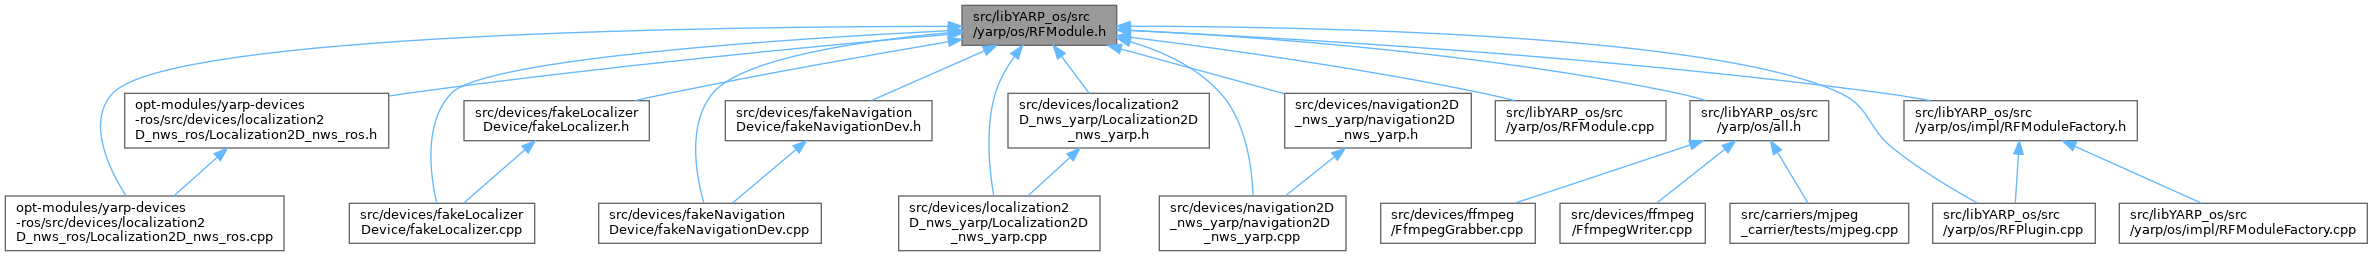 src/libYARP_os/src
/yarp/os/RFModule.h
opt-modules/yarp-devices
-ros/src/devices/localization2
D_nws_ros/Localization2D_nws_ros.h
src/devices/fakeLocalizer
Device/fakeLocalizer.h
src/devices/fakeNavigation
Device/fakeNavigationDev.h
src/devices/localization2
D_nws_yarp/Localization2D
_nws_yarp.h
src/devices/navigation2D
_nws_yarp/navigation2D
_nws_yarp.h
src/libYARP_os/src
/yarp/os/RFModule.cpp
src/libYARP_os/src
/yarp/os/all.h
src/libYARP_os/src
/yarp/os/impl/RFModuleFactory.h
opt-modules/yarp-devices
-ros/src/devices/localization2
D_nws_ros/Localization2D_nws_ros.cpp
src/devices/fakeLocalizer
Device/fakeLocalizer.cpp
src/devices/fakeNavigation
Device/fakeNavigationDev.cpp
src/devices/localization2
D_nws_yarp/Localization2D
_nws_yarp.cpp
src/devices/navigation2D
_nws_yarp/navigation2D
_nws_yarp.cpp
src/devices/ffmpeg
/FfmpegGrabber.cpp
src/devices/ffmpeg
/FfmpegWriter.cpp
src/carriers/mjpeg
_carrier/tests/mjpeg.cpp
src/libYARP_os/src
/yarp/os/RFPlugin.cpp
src/libYARP_os/src
/yarp/os/impl/RFModuleFactory.cpp